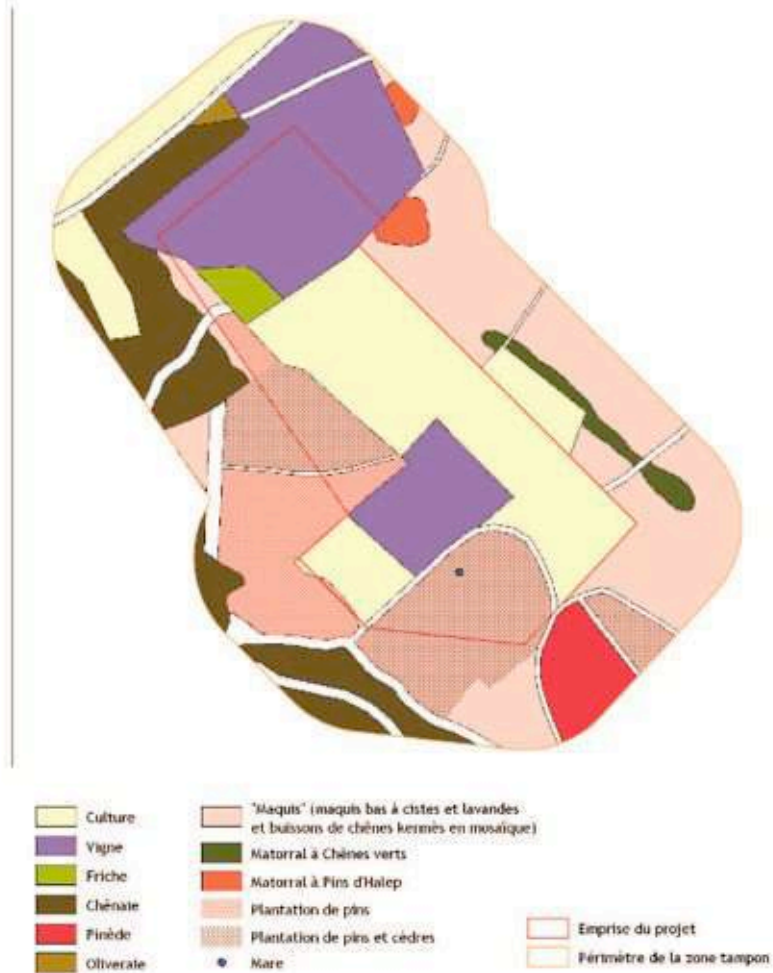 Culture
Vigne
Friche
Chênaie
Pinède
Oliveraie
"Maquis" (maquis bas à cistes et lavandes
et buissons de chênes kermès en mosaïque)
Matorral à Chênes verts
Matorral à Pins d'Halep
Plantation de pins
Plantation de pins et cèdres
Mare
Emprise du projet
Périmètre de la zone tampon